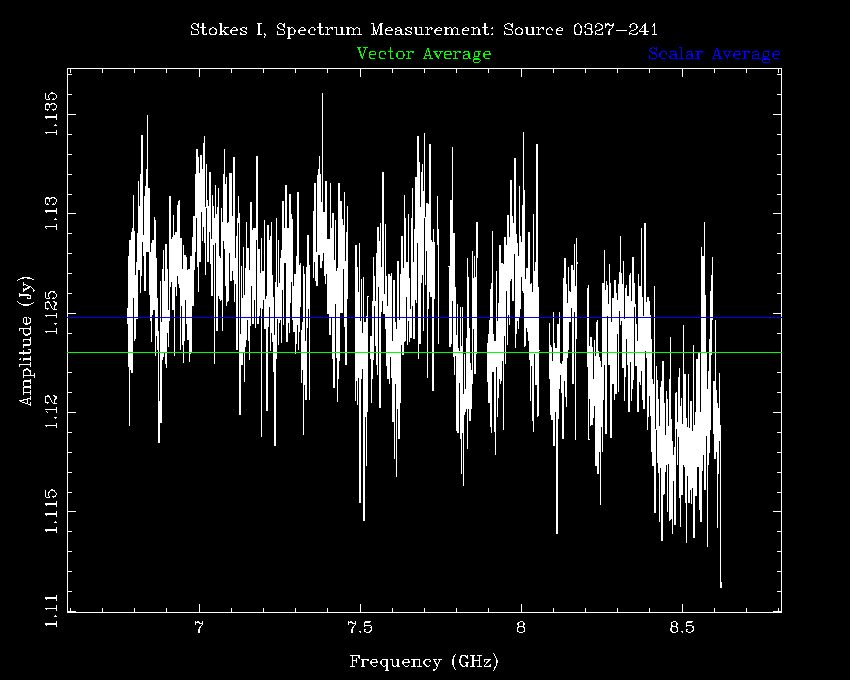 Stokes I, Spectrum Measurement: Source 0327−241
Vector Average Scalar Average
1.135
1.13
1.125
1.12
1.115
1.11
Amplitude (Jy)
7 7.5 8 8.5
Frequency (GHz)